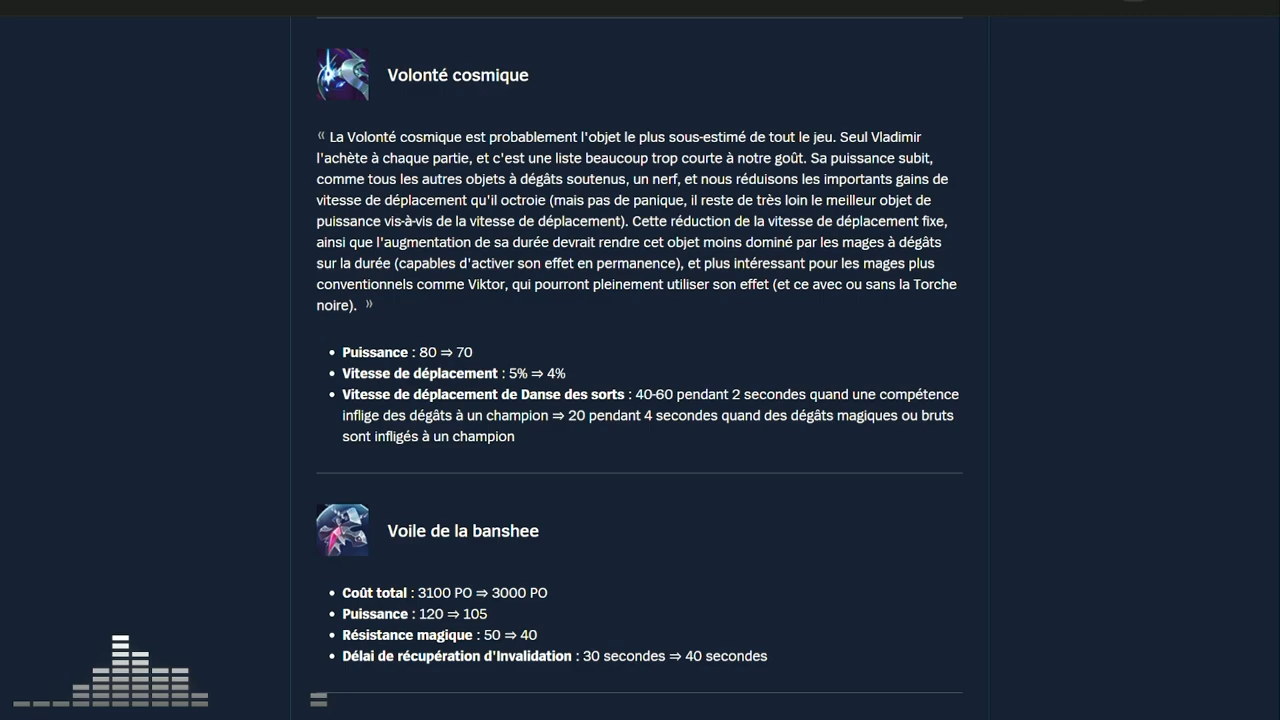 Volonté cosmique
« La Volonté cosmique est probablement l'objet le plus sous-estimé de tout le jeu. Seul Vladimir
l'achète à chaque partie, et c'est une liste beaucoup trop courte à notre goût. Sa puissance subit,
comme tous les autres objets à dégâts soutenus, un nerf, et nous réduisons les importants gains de
vitesse de déplacement qu'il octroie (mais pas de panique, il reste de très loin le meilleur objet de
puissance vis-à-vis de la vitesse de déplacement). Cette réduction de la vitesse de déplacement fixe,
ainsi que l'augmentation de sa durée devrait rendre cet objet moins dominé par les mages à dégâts
sur la durée (capables d'activer son effet en permanence), et plus intéressant pour les mages plus
conventionnels comme Viktor, qui pourront pleinement utiliser son effet (et ce avec ou sans la Torche
noire). »
• Puissance : 80 ⇒ 70
• Vitesse de déplacement : 5% ⇒ 4%
• Vitesse de déplacement de Danse des sorts : 40-60 pendant 2 secondes quand une compétence
inflige des dégâts à un champion ⇒ 20 pendant 4 secondes quand des dégâts magiques ou bruts
sont infligés à un champion
Voile de la banshee
• Coût total : 3100 PO ⇒ 3000 PO
• Puissance : 120 ⇒ 105
• Résistance magique : 50 ⇒ 40
• Délai de récupération d'Invalidation : 30 secondes ⇒ 40 secondes